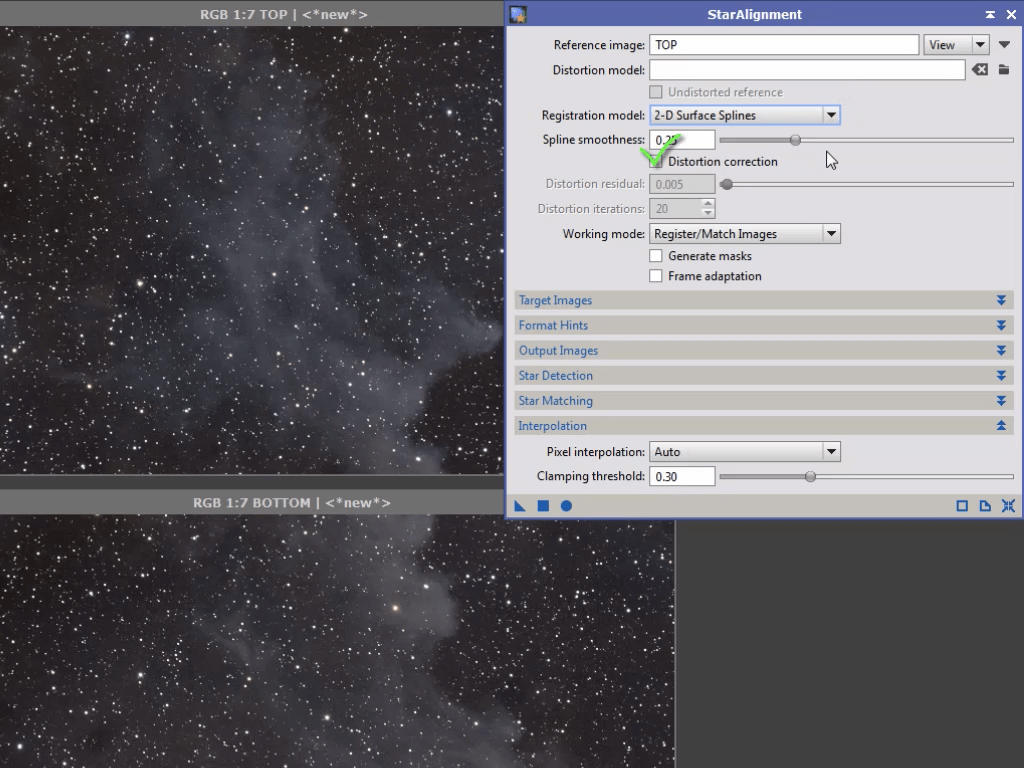 RGB 1:7 TOP | <*new*>
StarAlignment
Reference image: TOP View
Distortion model:
Undistorted reference
Registration model: 2-D Surface Splines
Spline smoothness: 0.25
Distortion correction
Distortion residual: 0.005
Distortion iterations: 20
Working mode: Register/Match Images
Generate masks
Frame adaptation
Target Images
Format Hints
Output Images
Star Detection
Star Matching
Interpolation
Pixel interpolation: Auto
Clamping threshold: 0.30
RGB 1:7 BOTTOM | <*new*>